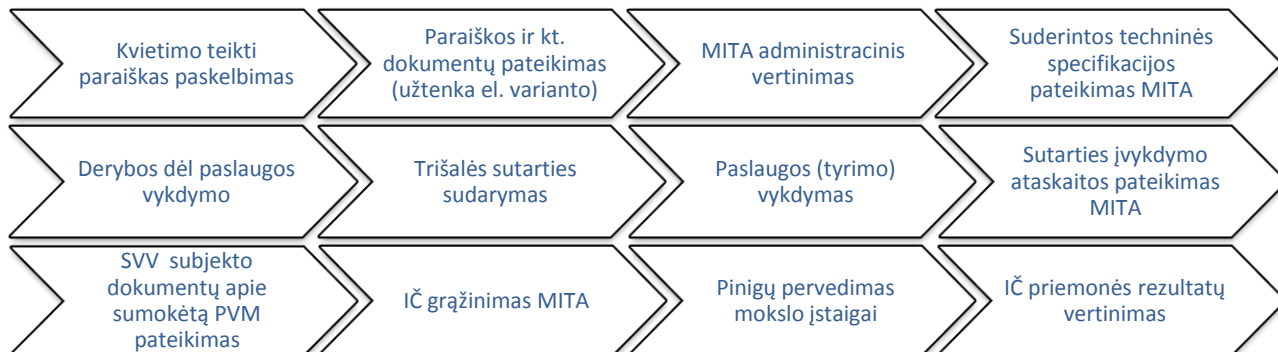 Kvietimo teikti
paraiškas paskelbimas
Paraiškos ir kt.
dokumentų pateikimas
(užtenka el. varianto)
MITA administracinis
vertinimas
Suderintos techninės
specifikacijos
pateikimas MITA
Derybos dėl paslaugos
vykdymo
Trišalės sutarties
sudarymas
Paslaugos (tyrimo)
vykdymas
Sutarties įvykdymo
ataskaitos pateikimas
MITA
SVV subjekto
dokumentų apie
sumokėtą PVM
pateikimas
IČ grąžinimas MITA
Pinigų pervedimas
mokslo įstaigai
IČ priemonės rezultatų
vertinimas